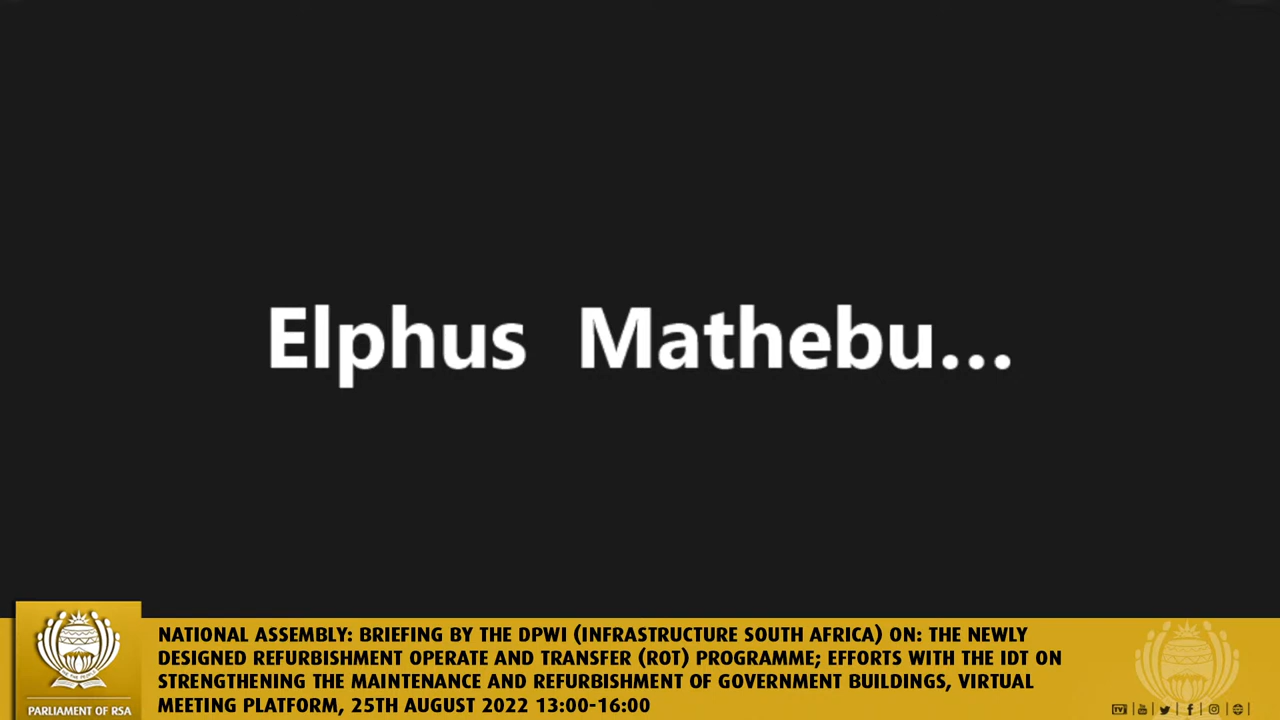 Elphus Mathebu...
NATIONAL ASSEMBLY: BRIEFING BY THE DPWI (INFRASTRUCTURE SOUTH AFRICA) ON: THE NEWLY
DESIGNED REFURBISHMENT OPERATE AND TRANSFER (ROT) PROGRAMME; EFFORTS WITH THE IDT ON
STRENGTHENING THE MAINTENANCE AND REFURBISHMENT OF GOVERNMENT BUILDINGS, VIRTUAL
MEETING PLATFORM, 25TH AUGUST 2022 13:00-16:00
PARLIAMENT OF RSA